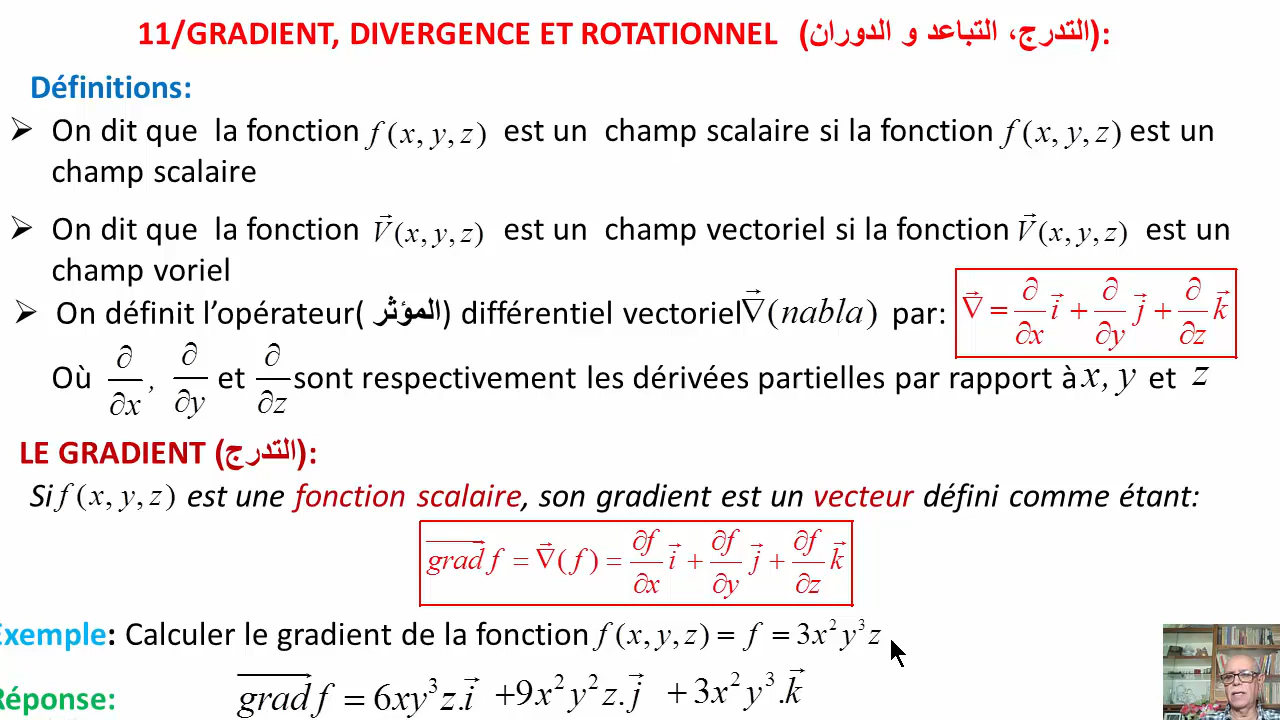 11/GRADIENT, DIVERGENCE ET ROTATIONNEL (التدرج، التباعد و الدوران):
Définitions:
➢ On dit que la fonction f(x, y, z) est un champ scalaire si la fonction f(x, y, z) est un
champ scalaire
➢ On dit que la fonction V⃗(x, y, z) est un champ vectoriel si la fonction V⃗(x, y, z) est un
champ voriel
➢ On définit l’opérateur( المؤثر) différentiel vectoriel ∇⃗(nabla) par: ∇⃗ = ∂/∂x i⃗ + ∂/∂y j⃗ + ∂/∂z k⃗
Où ∂/∂x , ∂/∂y et ∂/∂z sont respectivement les dérivées partielles par rapport à x, y et z
LE GRADIENT (التدرج):
Si f(x, y, z) est une fonction scalaire, son gradient est un vecteur défini comme étant:
grad⃗ f = ∇⃗(f) = ∂f/∂x i⃗ + ∂f/∂y j⃗ + ∂f/∂z k⃗
Exemple: Calculer le gradient de la fonction f(x, y, z) = f = 3x²y³z
Réponse: grad⃗ f = 6xy³z.i⃗ +9x²y²z.j⃗ +3x²y³.k⃗